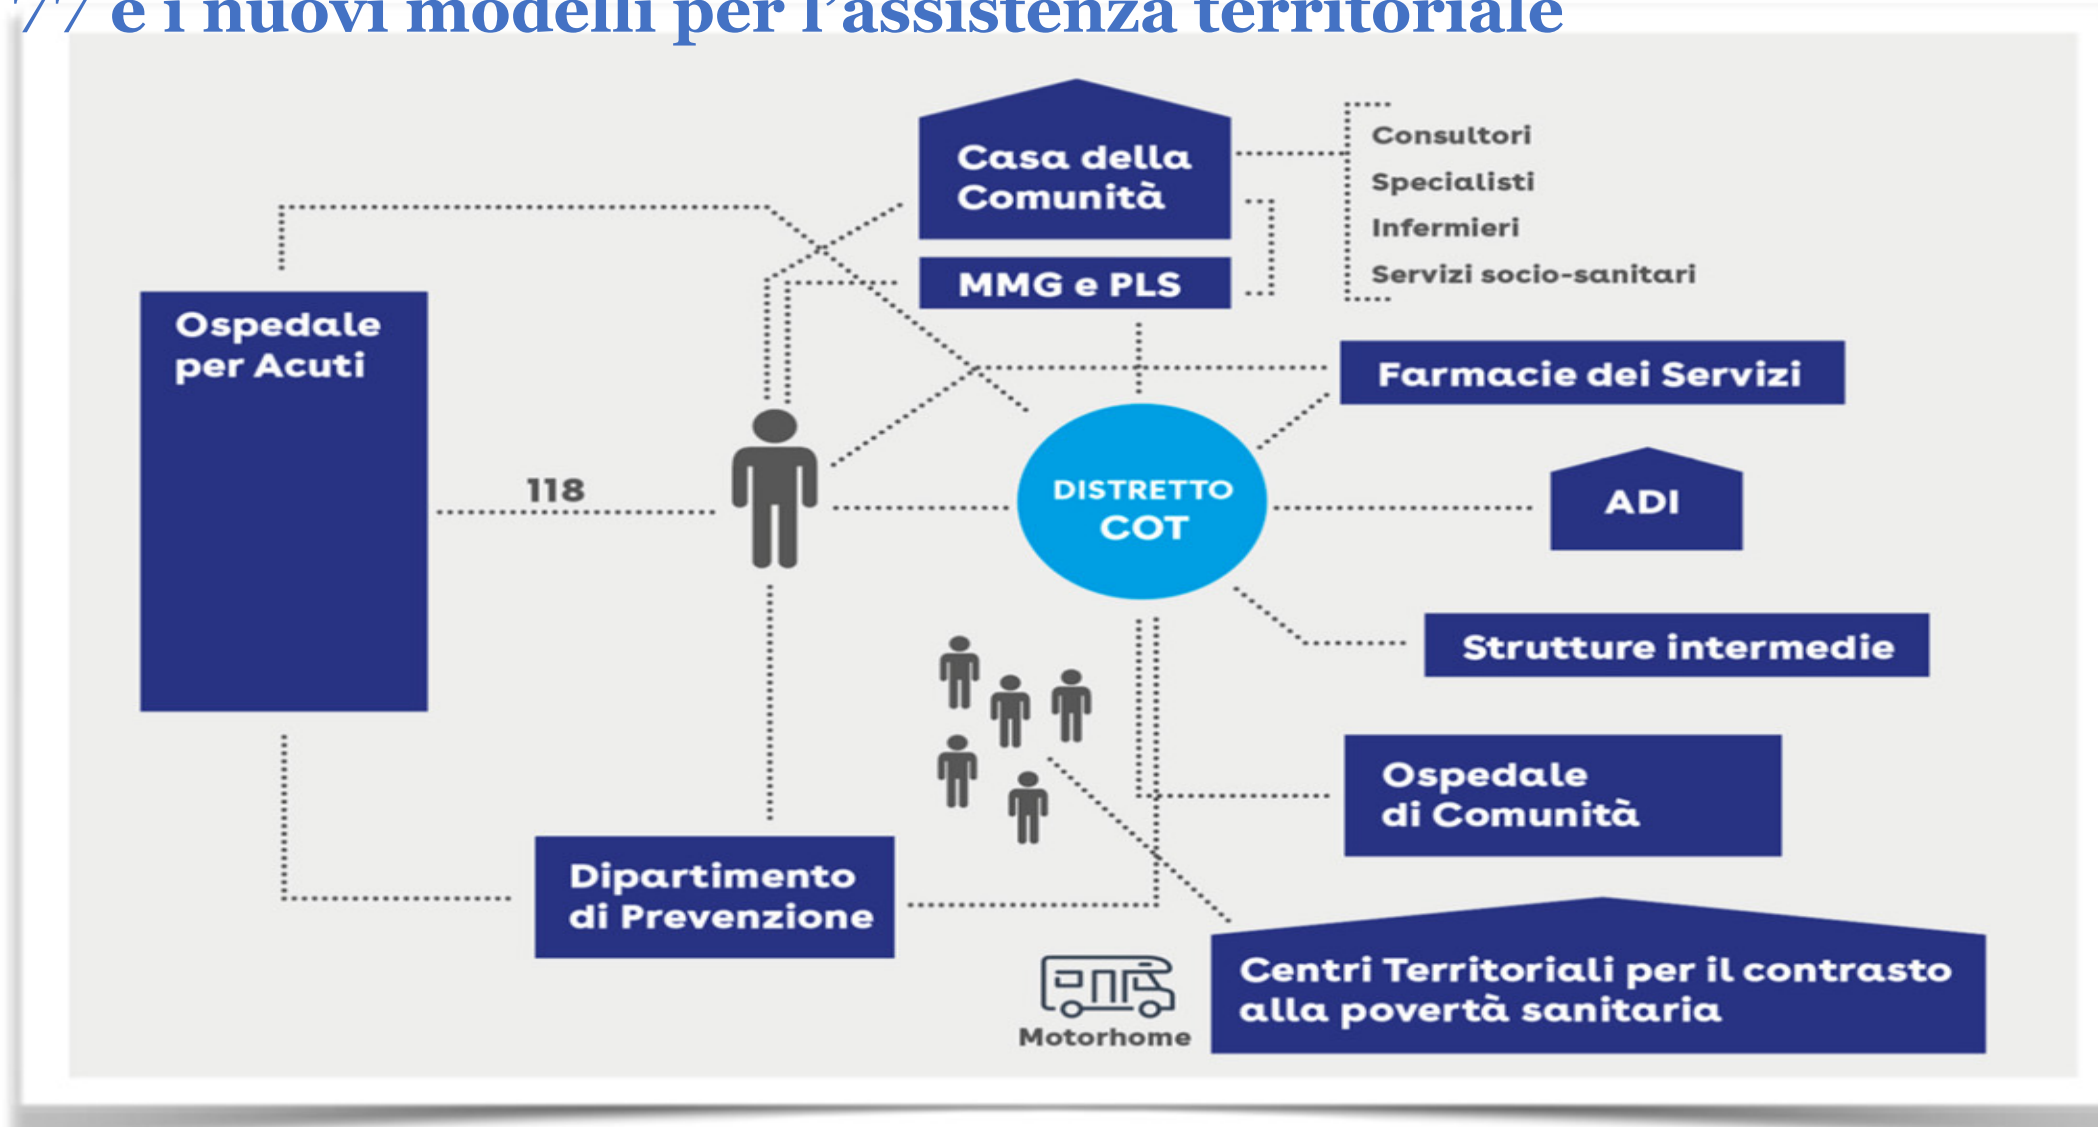 77 e i nuovi modelli per l'assistenza territoriale
Casa della
Comunità
MMG e PLS
Consultori
Specialisti
Infermieri
Servizi socio-sanitari
Ospedale
per Acuti
118
Farmacie dei Servizi
DISTRETTO
COT
ADI
Strutture intermedie
Ospedale
di Comunità
Dipartimento
di Prevenzione
Motorhome
Centri Territoriali per il contrasto
alla povertà sanitaria